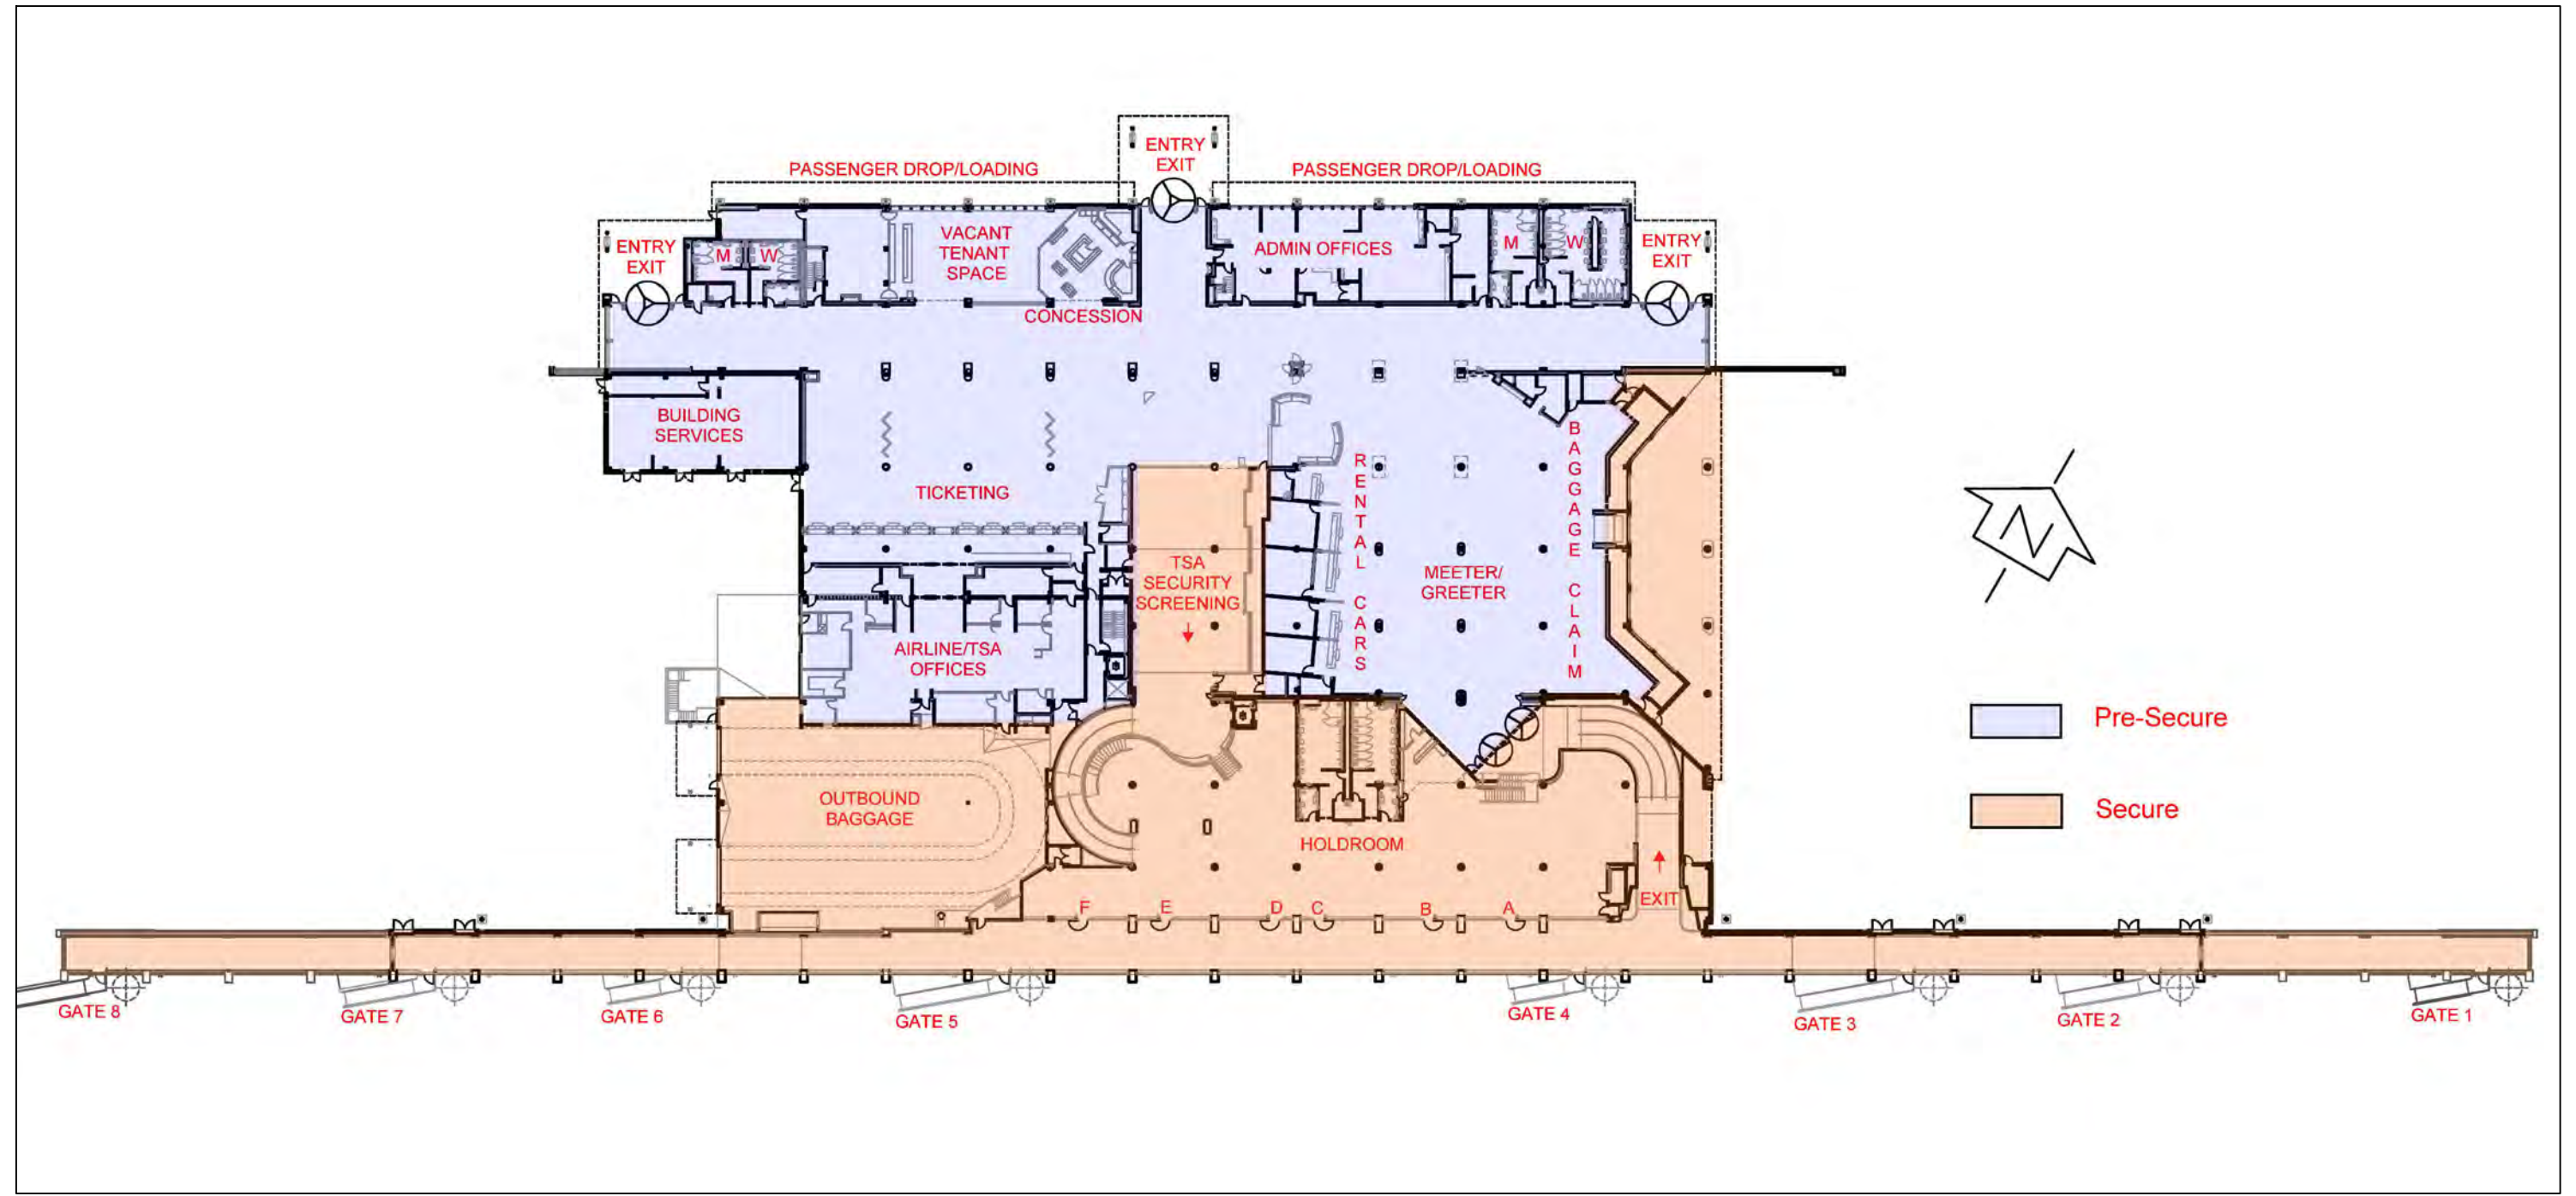 ENTRY
EXIT
PASSENGER DROP/LOADING
PASSENGER DROP/LOADING
ENTRY
EXIT
M
W
VACANT
TENANT
SPACE
ADMIN OFFICES
M
W
ENTRY
EXIT
CONCESSION
BUILDING
SERVICES
TICKETING
RENTAL CARS
BAGGAGE CLAIM
TSA
SECURITY
SCREENING
MEETER/
GREETER
N
AIRLINE/TSA
OFFICES
Pre-Secure
Secure
OUTBOUND
BAGGAGE
HOLDROOM
EXIT
F
E
D
C
B
A
GATE 8
GATE 7
GATE 6
GATE 5
GATE 4
GATE 3
GATE 2
GATE 1